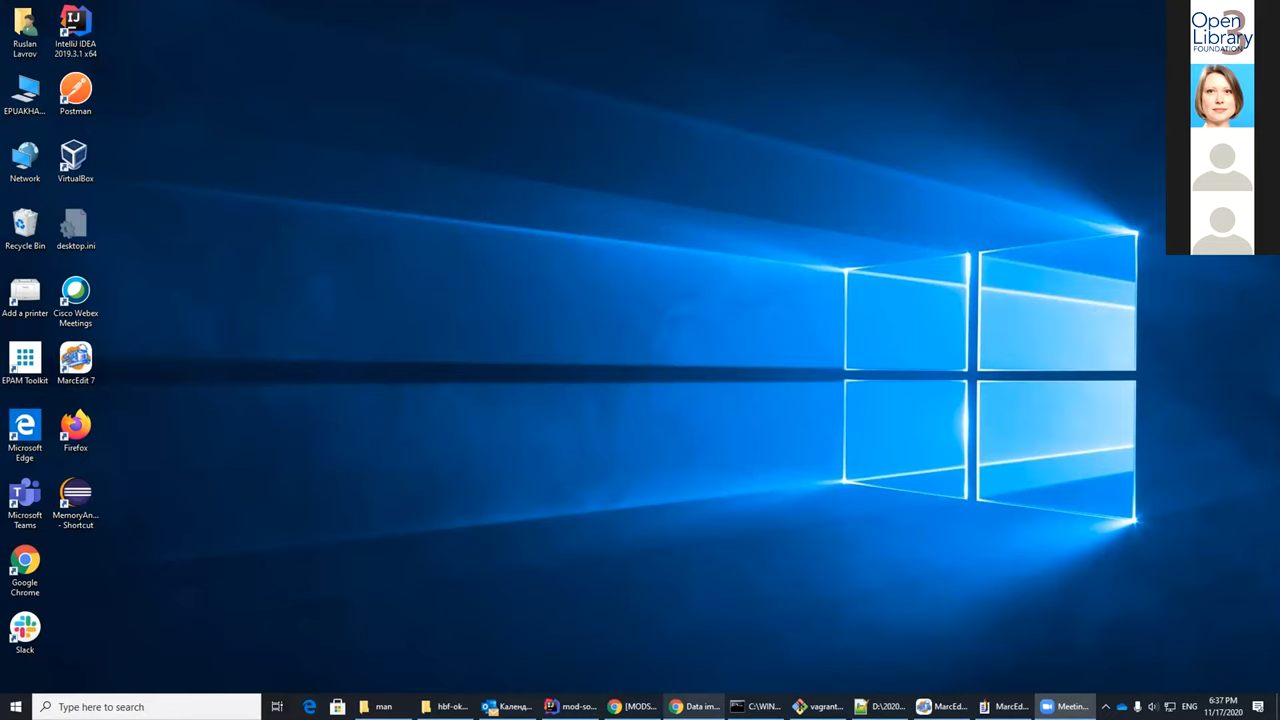 Ruslan
Lavrov
IntelliJ IDEA
2019.3.1 x64
EPUAKHA...
Postman
Network
VirtualBox
Recycle Bin
desktop.ini
Add a printer
Cisco Webex
Meetings
EPAM Toolkit
MarcEdit 7
Microsoft
Edge
Firefox
Microsoft
Teams
MemoryAn...
- Shortcut
Google
Chrome
Slack
Open
Library
FOUNDATION
3
Type here to search
man
hbf-ok...
Календ...
mod-so...
[MODS...
Data im...
C:\WIN...
vagrant...
D:\2020...
MarcEd...
MarcEd...
Meetin...
ENG
6:37 PM
11/17/2020